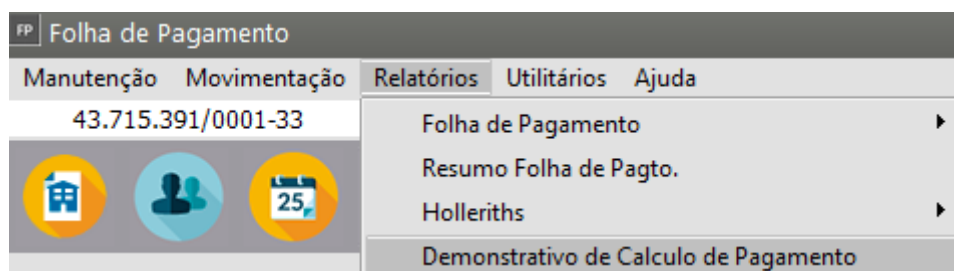 FP Folha de Pagamento
Manutenção Movimentação Relatórios Utilitários Ajuda
43.715.391/0001-33
Folha de Pagamento
Resumo Folha de Pagto.
Holleriths
25
Demonstrativo de Calculo de Pagamento